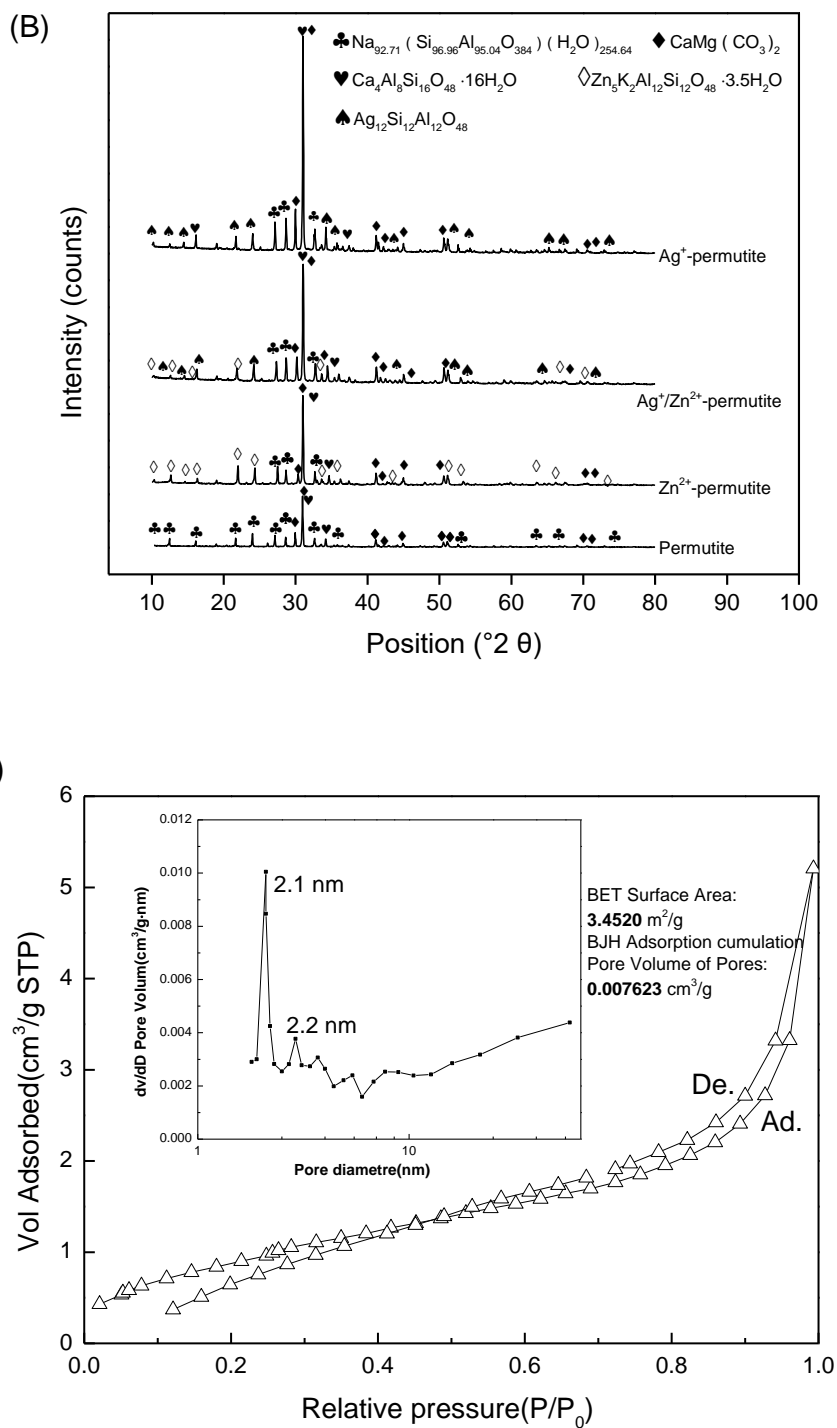 (B)
♣ Na92.71 ( Si96.96Al95.04O384 ) ( H2O )254.64 ♦ CaMg ( CO3 )2
♥ Ca4Al8Si16O48 ·16H2O ◊ Zn5K2Al12Si12O48 ·3.5H2O
♠ Ag12Si12Al12O48
Intensity (counts)
Ag+-permutite
Ag+/Zn2+-permutite
Zn2+-permutite
Permutite
10 20 30 40 50 60 70 80 90 100
Position (°2 θ)
)
6
5
4
3
2
1
0
Vol Adsorbed(cm3/g STP)
0.012
0.010
0.008
0.006
0.004
0.002
0.000
dv/dD Pore Volum(cm3/g·nm)
2.1 nm
2.2 nm
1 10
Pore diametre(nm)
BET Surface Area:
3.4520 m2/g
BJH Adsorption cumulation
Pore Volume of Pores:
0.007623 cm3/g
De.
Ad.
0.0 0.2 0.4 0.6 0.8 1.0
Relative pressure(P/P0)